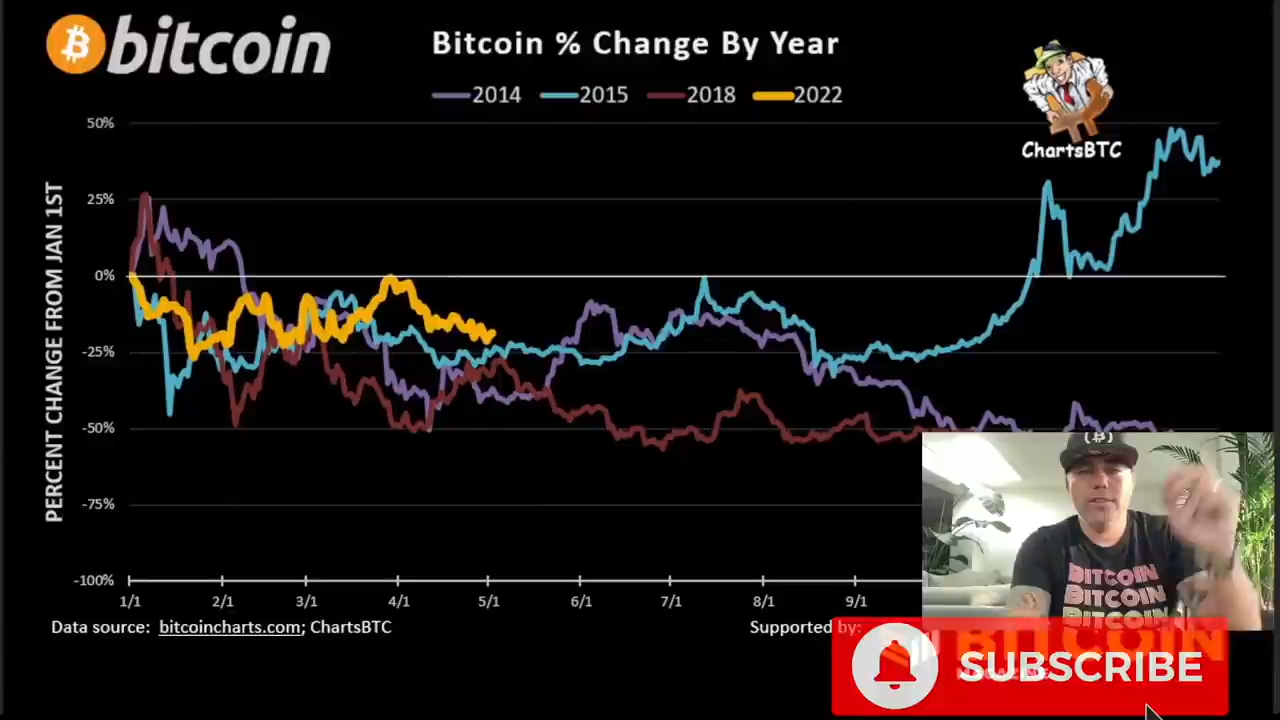 bitcoin
Bitcoin % Change By Year
2014 2015 2018 2022
ChartsBTC
PERCENT CHANGE FROM JAN 1ST
50%
25%
0%
-25%
-50%
-75%
-100%
1/1 2/1 3/1 4/1 5/1 6/1 7/1 8/1 9/1
Data source: bitcoincharts.com; ChartsBTC
Supported by:
BITCOIN
BITCOIN
BITCOIN
BITCOIN
SUBSCRIBE